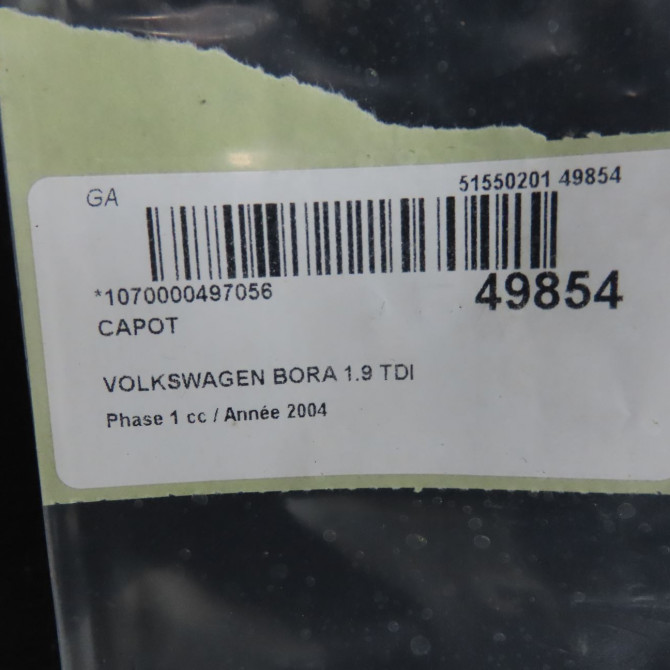 GA
51550201 49854
*1070000497056
49854
CAPOT
VOLKSWAGEN BORA 1.9 TDI
Phase 1 cc / Année 2004